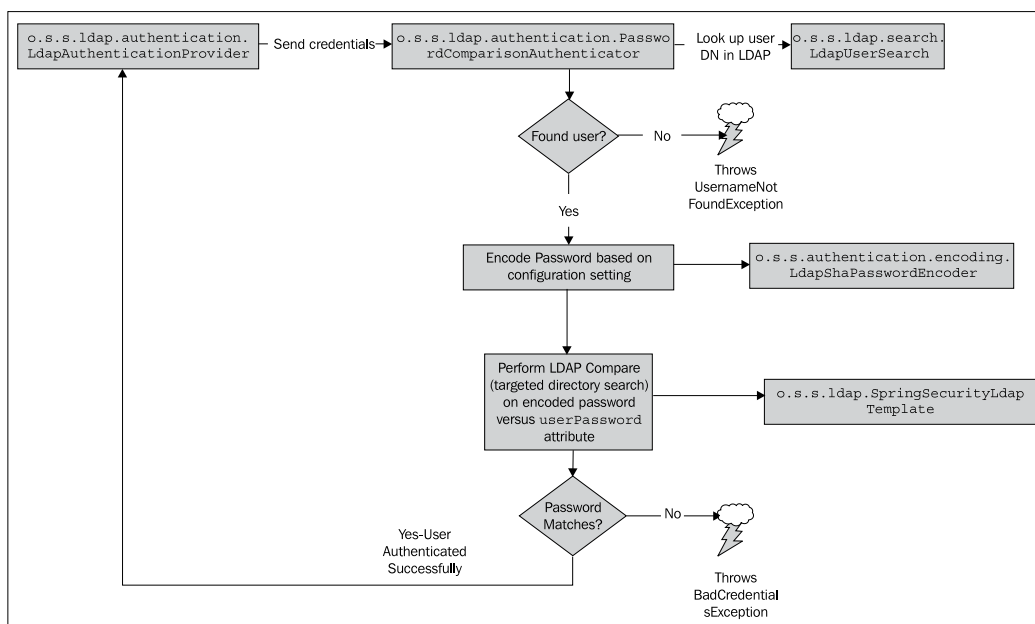 o.s.s.ldap.authentication.
LdapAuthenticationProvider
Send credentials
o.s.s.ldap.authentication.Passwo
rdComparisonAuthenticator
Look up user
DN in LDAP
o.s.s.ldap.search.
LdapUserSearch
Found user?
No
Throws
UsernameNot
FoundException
Yes
Encode Password based on
configuration setting
o.s.s.authentication.encoding.
LdapShaPasswordEncoder
Perform LDAP Compare
(targeted directory search)
on encoded password
versus userPassword
attribute
o.s.s.ldap.SpringSecurityLdap
Template
Password
Matches?
No
Yes-User
Authenticated
Successfully
Throws
BadCredential
sException